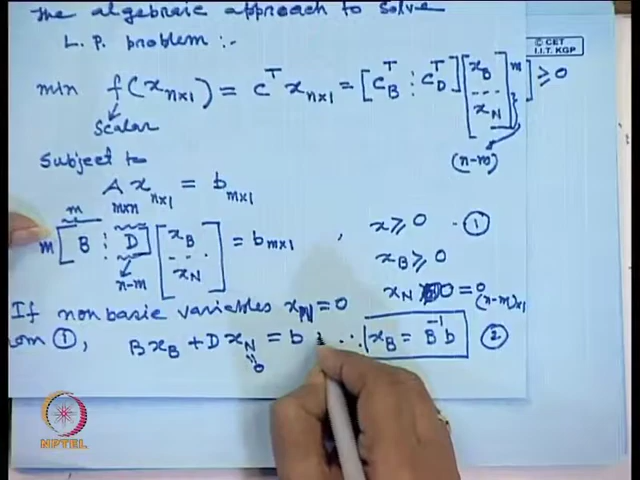 The algebraic approach to solve
L.P. problem :-
© CET
I.I.T. KGP
min f(x_{n×1}) = c^T x_{n×1} = [c_B^T ⋮ c_D^T] [x_B --- x_N] m ] ≥ 0
Scalar
(n-m)
Subject to
A x_{n×1} = b_{m×1}
m×n
m
m [B ⋮ D] [x_B --- x_N] = b_{m×1} , x ≥ 0 - ①
n-m
x_B ≥ 0
x_N = 0_{(n-m)×1}
If nonbasic variables x_N = 0
om ①, B x_B + D x_N = b ; ∴ x_B = B^{-1} b ②
= 0
NPTEL